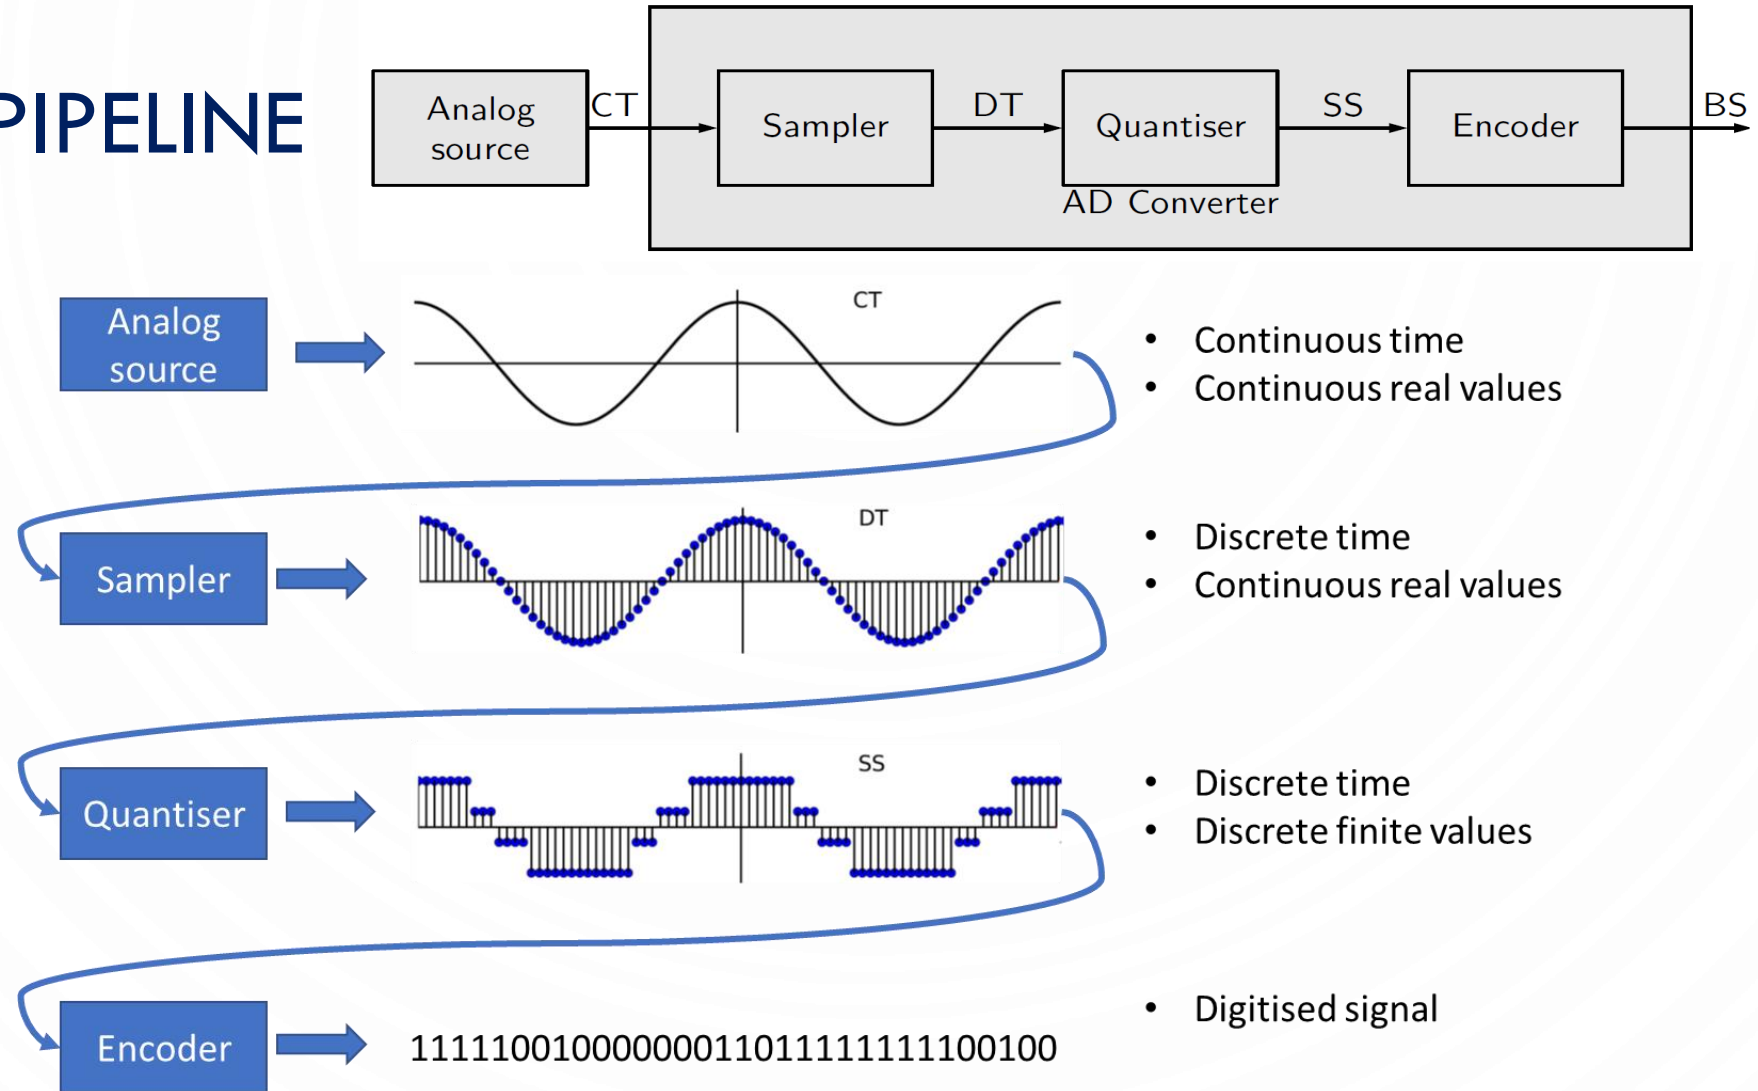 PIPELINE
Analog
source
CT
Sampler
DT
Quantiser
SS
Encoder
BS
AD Converter
Analog
source
CT
• Continuous time
• Continuous real values
Sampler
DT
• Discrete time
• Continuous real values
Quantiser
SS
• Discrete time
• Discrete finite values
Encoder
11111001000000011011111111100100
• Digitised signal